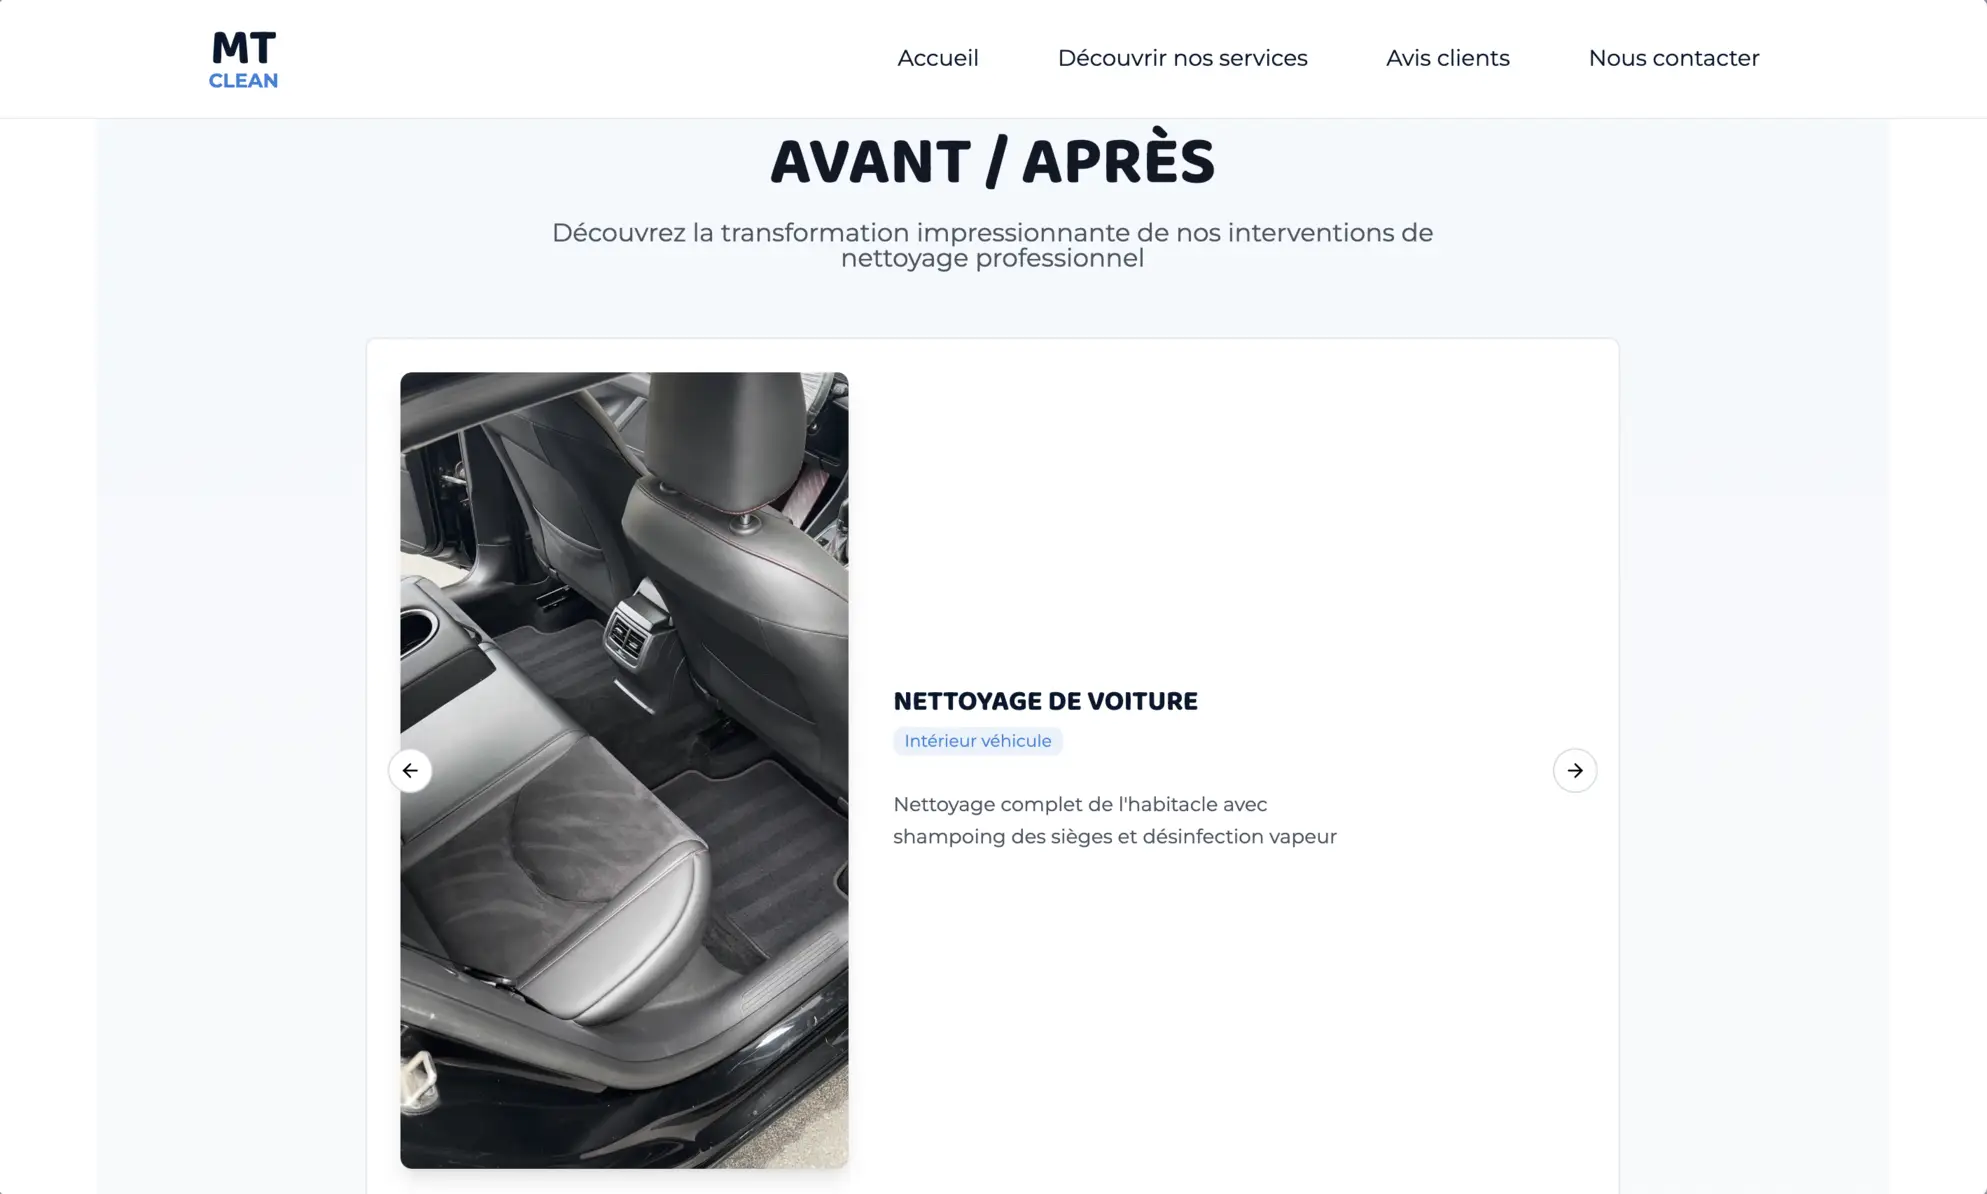 MT
CLEAN
Accueil
Découvrir nos services
Avis clients
Nous contacter
AVANT / APRÈS
Découvrez la transformation impressionnante de nos interventions de
nettoyage professionnel
NETTOYAGE DE VOITURE
Intérieur véhicule
Nettoyage complet de l'habitacle avec
shampoing des sièges et désinfection vapeur